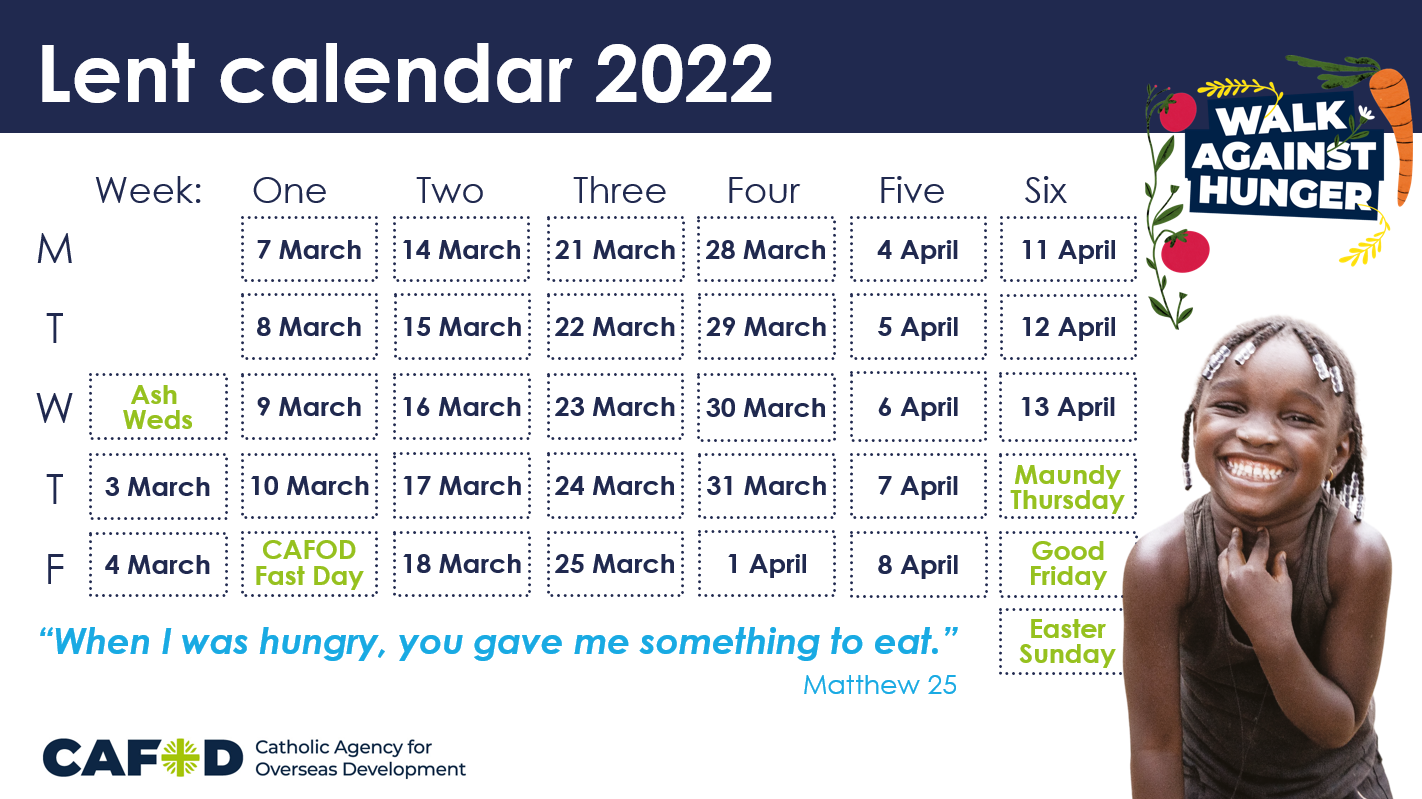 Lent calendar 2022
WALK
AGAINST
HUNGER
Week: One Two Three Four Five Six
M 7 March 14 March 21 March 28 March 4 April 11 April
T 8 March 15 March 22 March 29 March 5 April 12 April
W Ash Weds 9 March 16 March 23 March 30 March 6 April 13 April
T 3 March 10 March 17 March 24 March 31 March 7 April Maundy Thursday
F 4 March CAFOD Fast Day 18 March 25 March 1 April 8 April Good Friday
Easter
Sunday
“When I was hungry, you gave me something to eat.”
Matthew 25
CAFOD
Catholic Agency for
Overseas Development